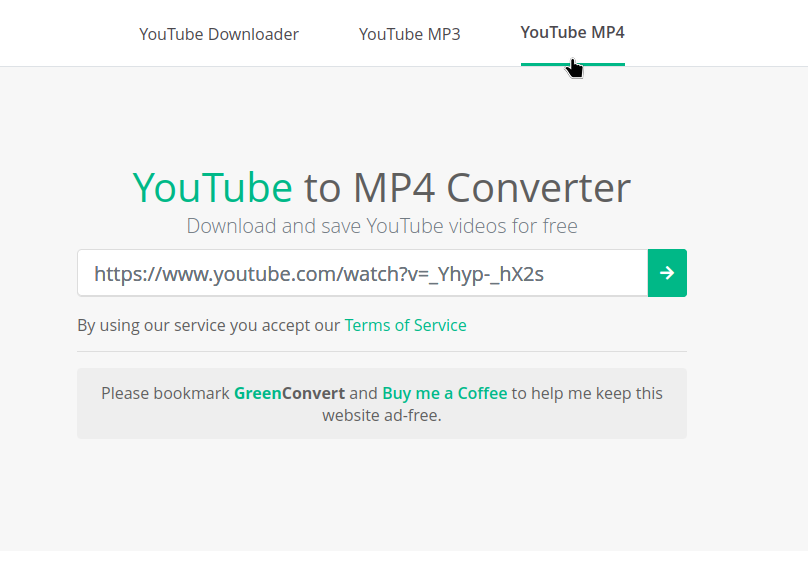 YouTube Downloader YouTube MP3 YouTube MP4
YouTube to MP4 Converter
Download and save YouTube videos for free
https://www.youtube.com/watch?v=_Yhyp-_hX2s
By using our service you accept our Terms of Service
Please bookmark GreenConvert and Buy me a Coffee to help me keep this
website ad-free.